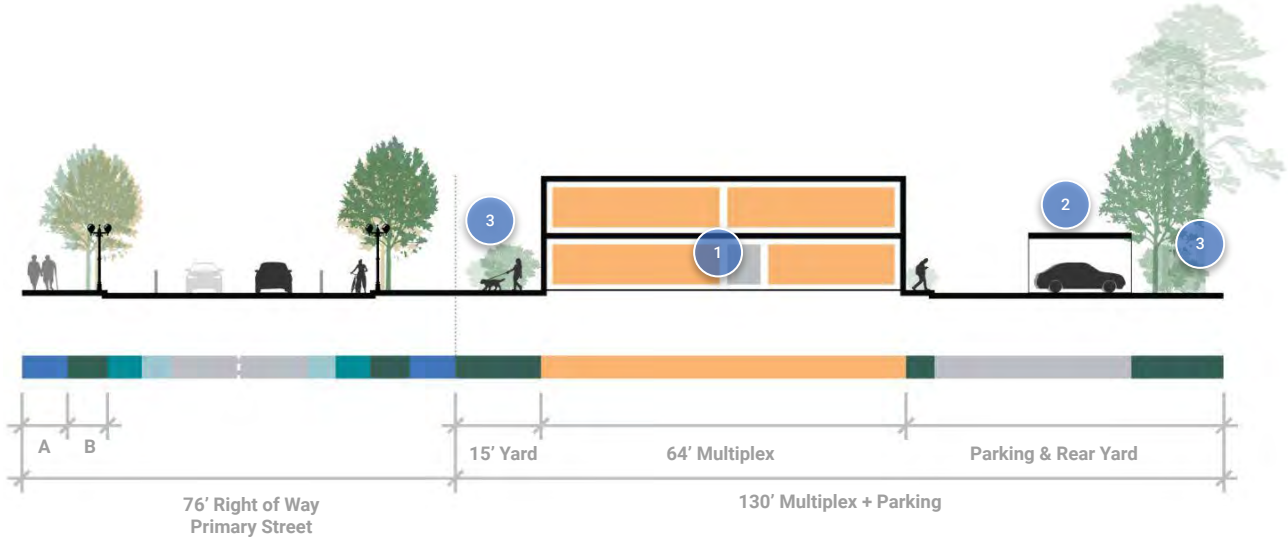 2
3
3
1
A
B
15’ Yard
64’ Multiplex
Parking & Rear Yard
76’ Right of Way
Primary Street
130’ Multiplex + Parking